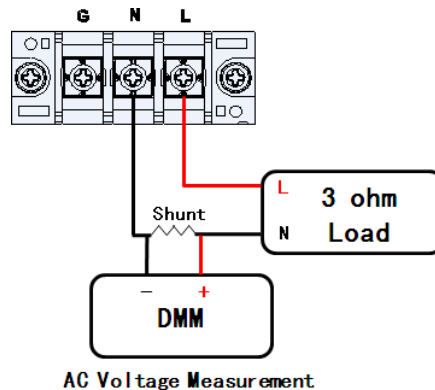 G N L
L 3 ohm
N Load
Shunt
- +
DMM
AC Voltage Measurement